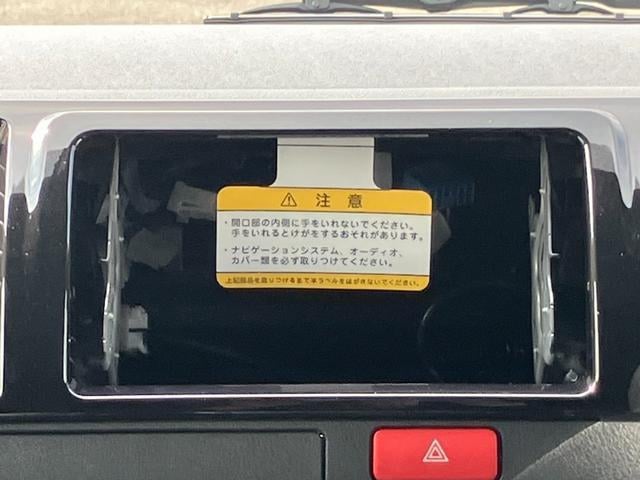 ⚠ 注意
・開口部の内側に手をいれないでください。
手をいれるとけがをするおそれがあります。
・ナビゲーションシステム、オーディオ、
カバー類を必ず取りつけてください。
上記部品を取りつけるまで本ラベルをはがさないでください。